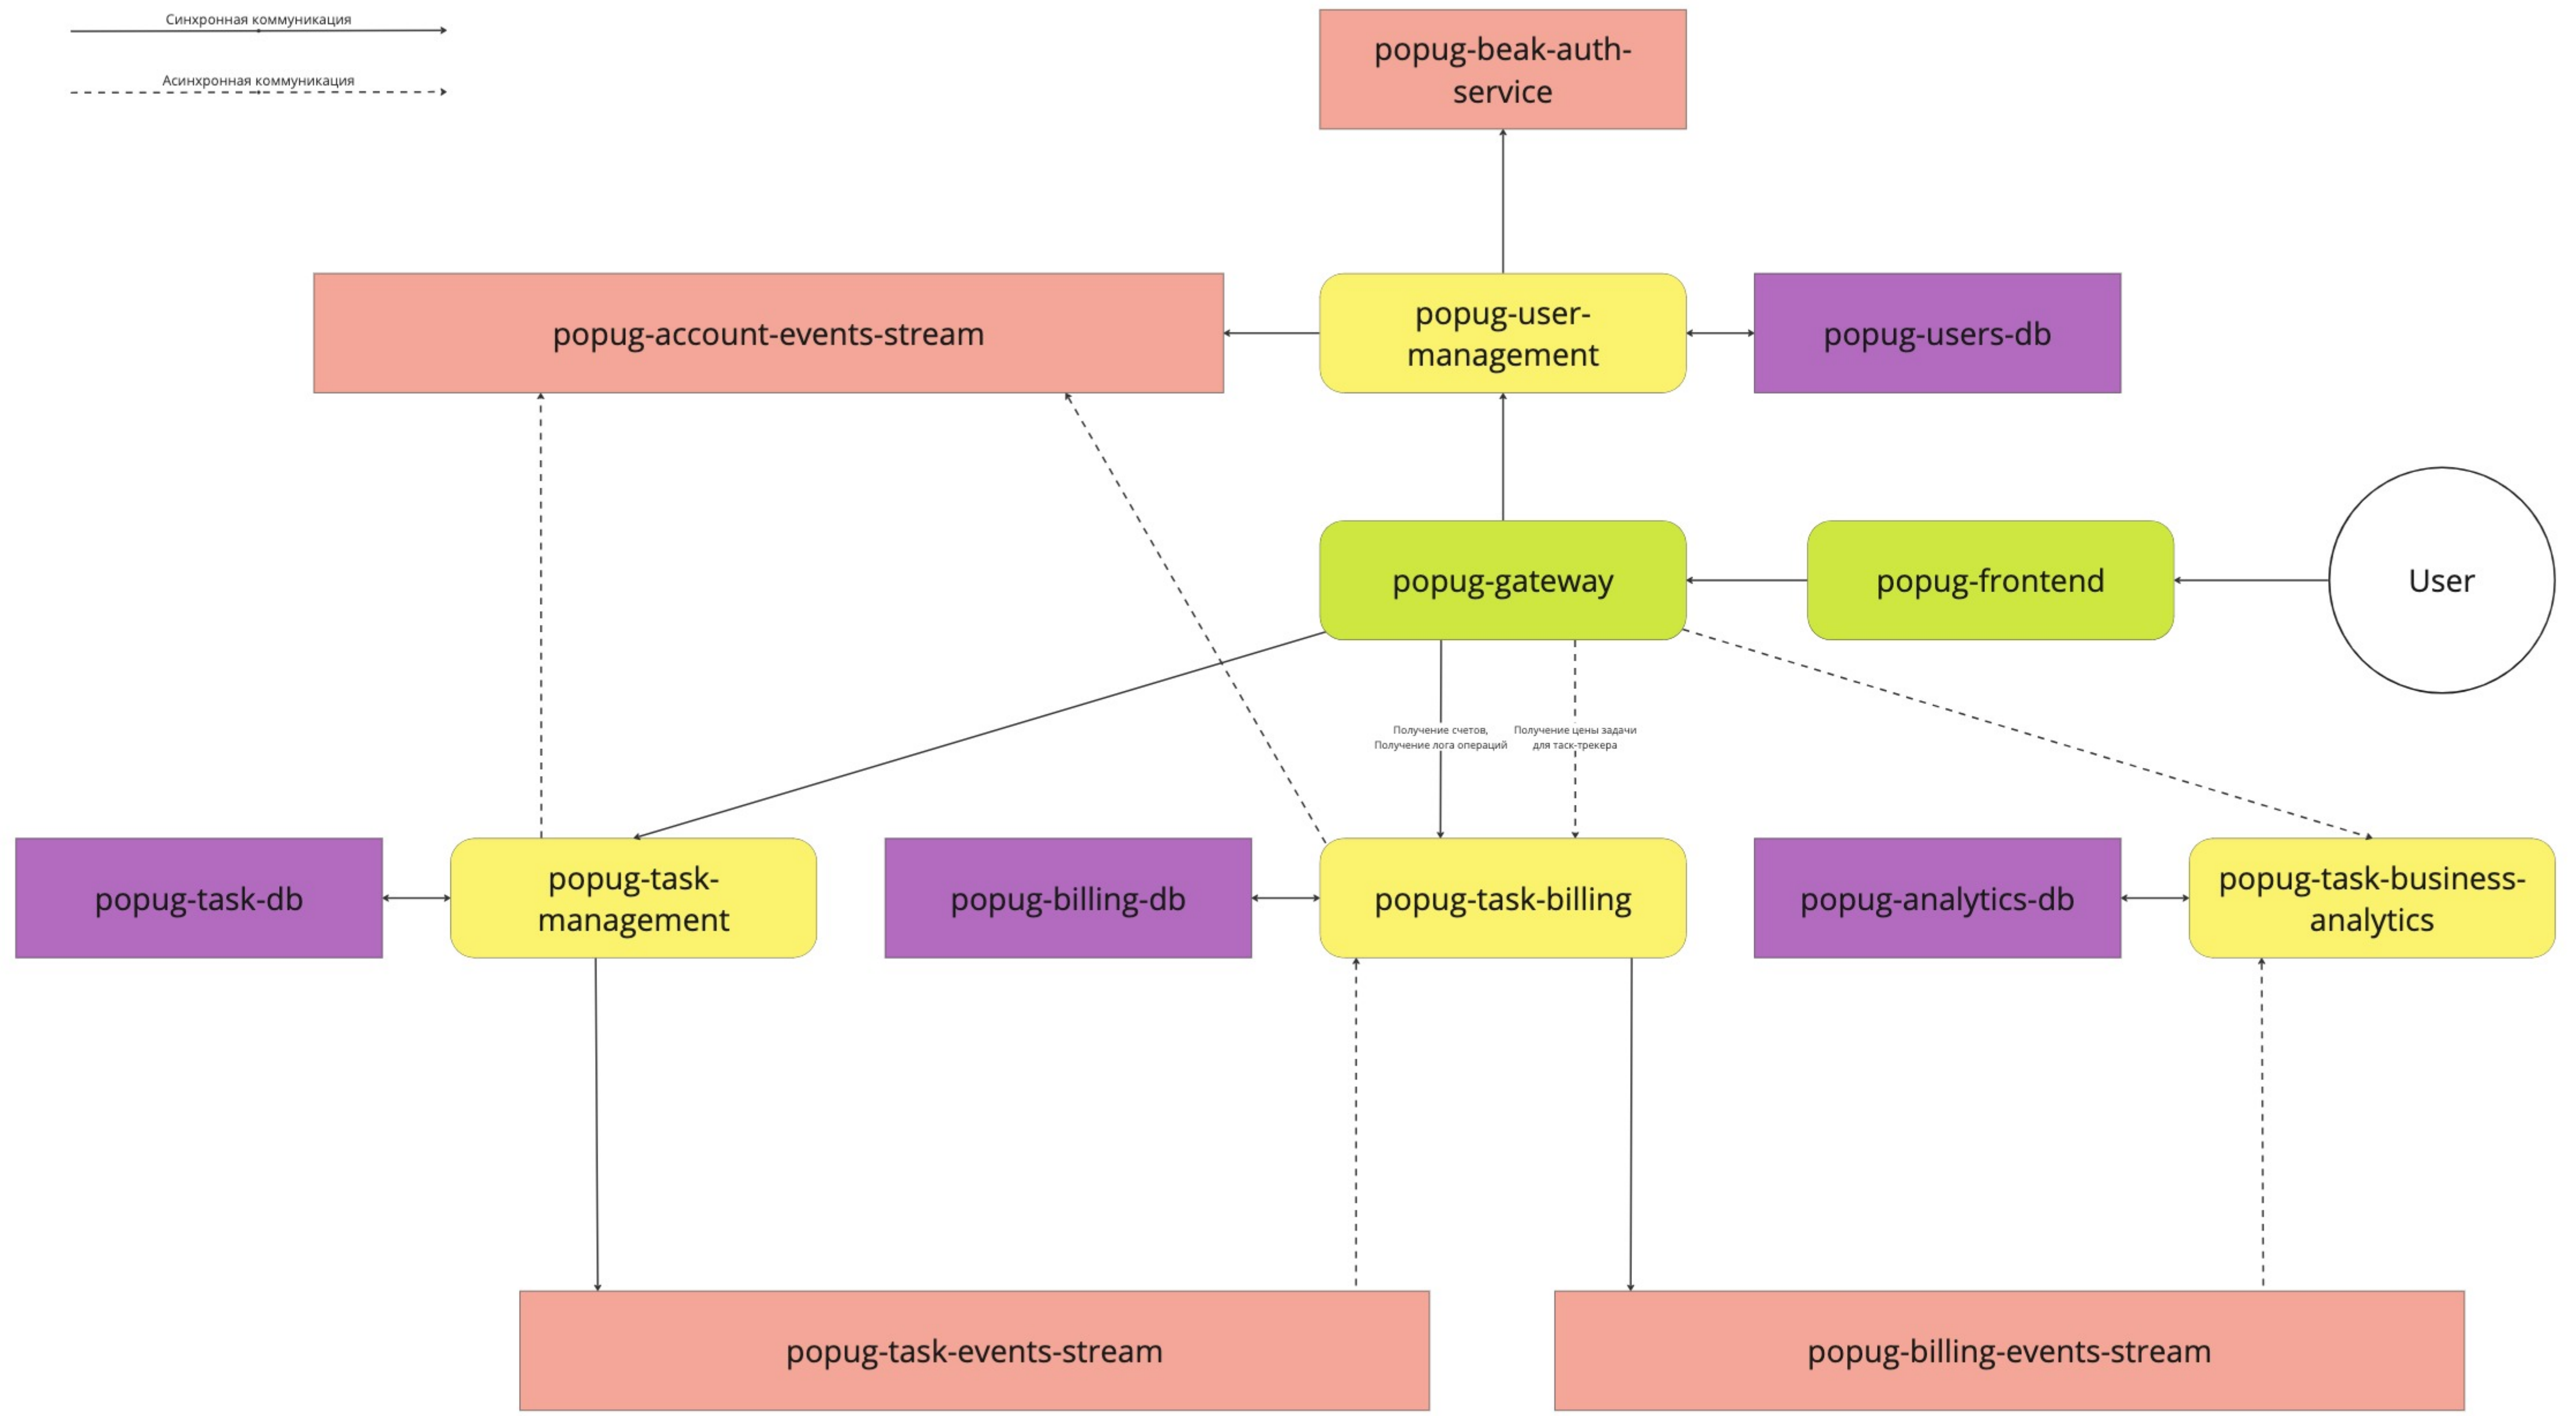 Синхронная коммуникация
Асинхронная коммуникация
popug-beak-auth-
service
popug-account-events-stream
popug-user-
management
popug-users-db
popug-gateway
popug-frontend
User
Получение счетов,
Получение лога операций
Получение цены задачи
для таск-трекера
popug-task-db
popug-task-
management
popug-billing-db
popug-task-billing
popug-analytics-db
popug-task-business-
analytics
popug-task-events-stream
popug-billing-events-stream